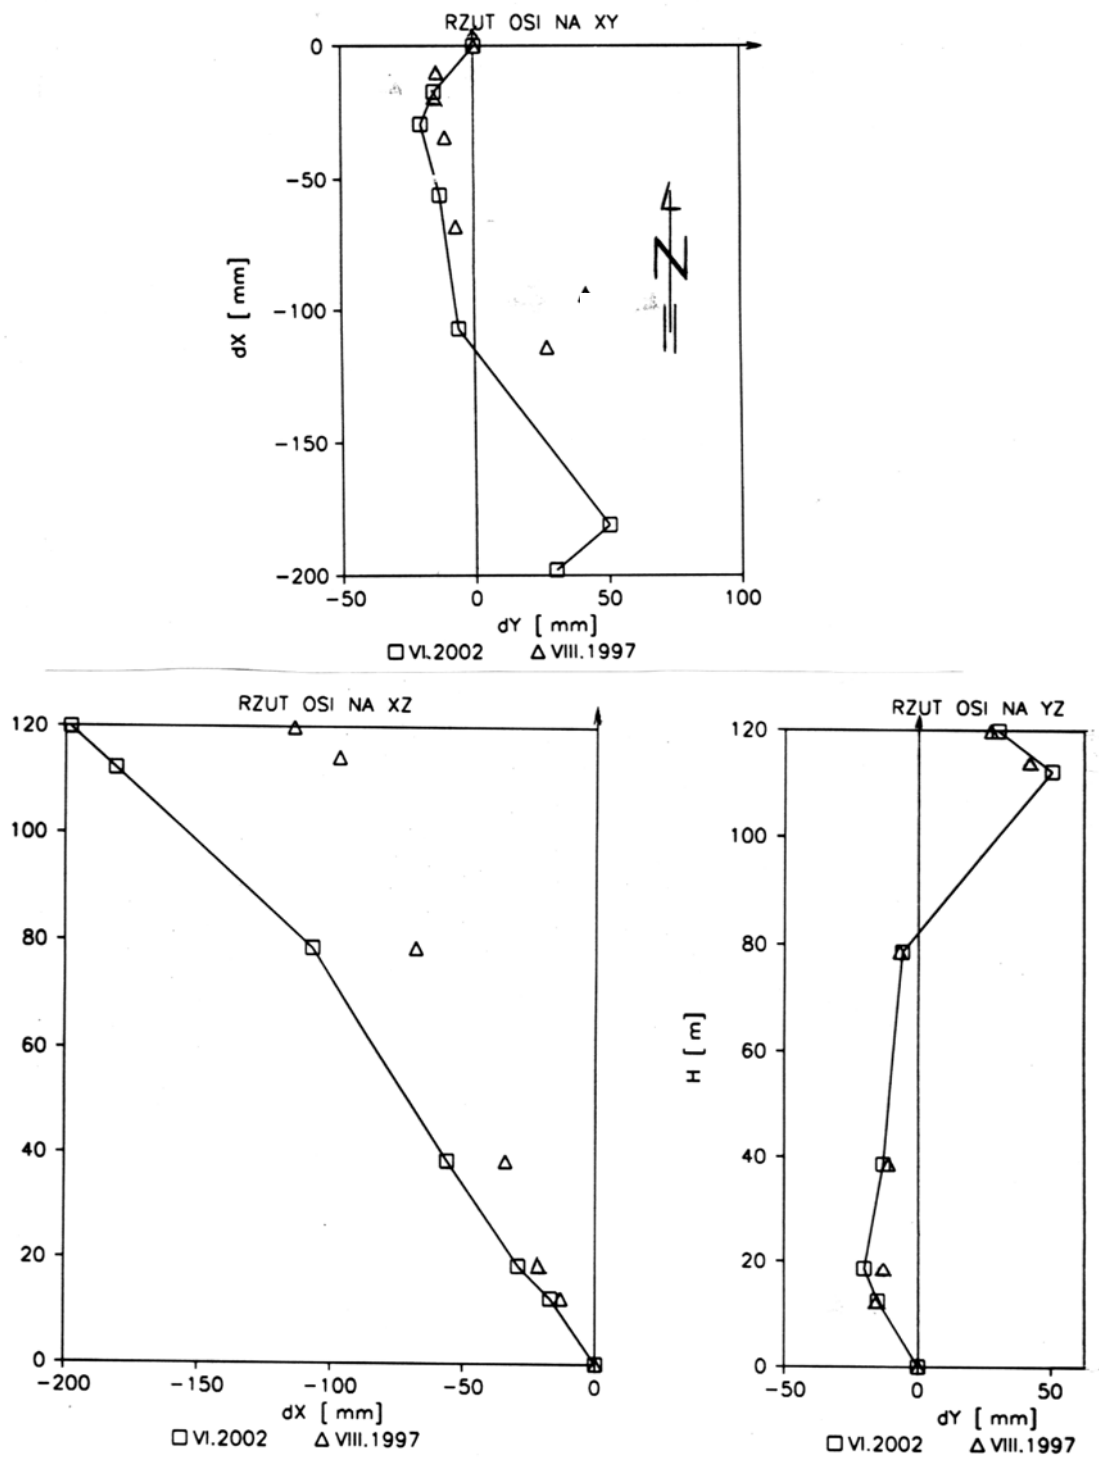 RZUT OSI NA XY
0
−50
−100
−150
−200
dX [mm]
N
−50 0 50 100
dY [mm]
VI.2002 VIII.1997
RZUT OSI NA XZ
120
100
80
60
40
20
0
−200 −150 −100 −50 0
dX [mm]
VI.2002 VIII.1997
RZUT OSI NA YZ
120
100
80
60
40
20
0
H [m]
−50 0 50
dY [mm]
VI.2002 VIII.1997